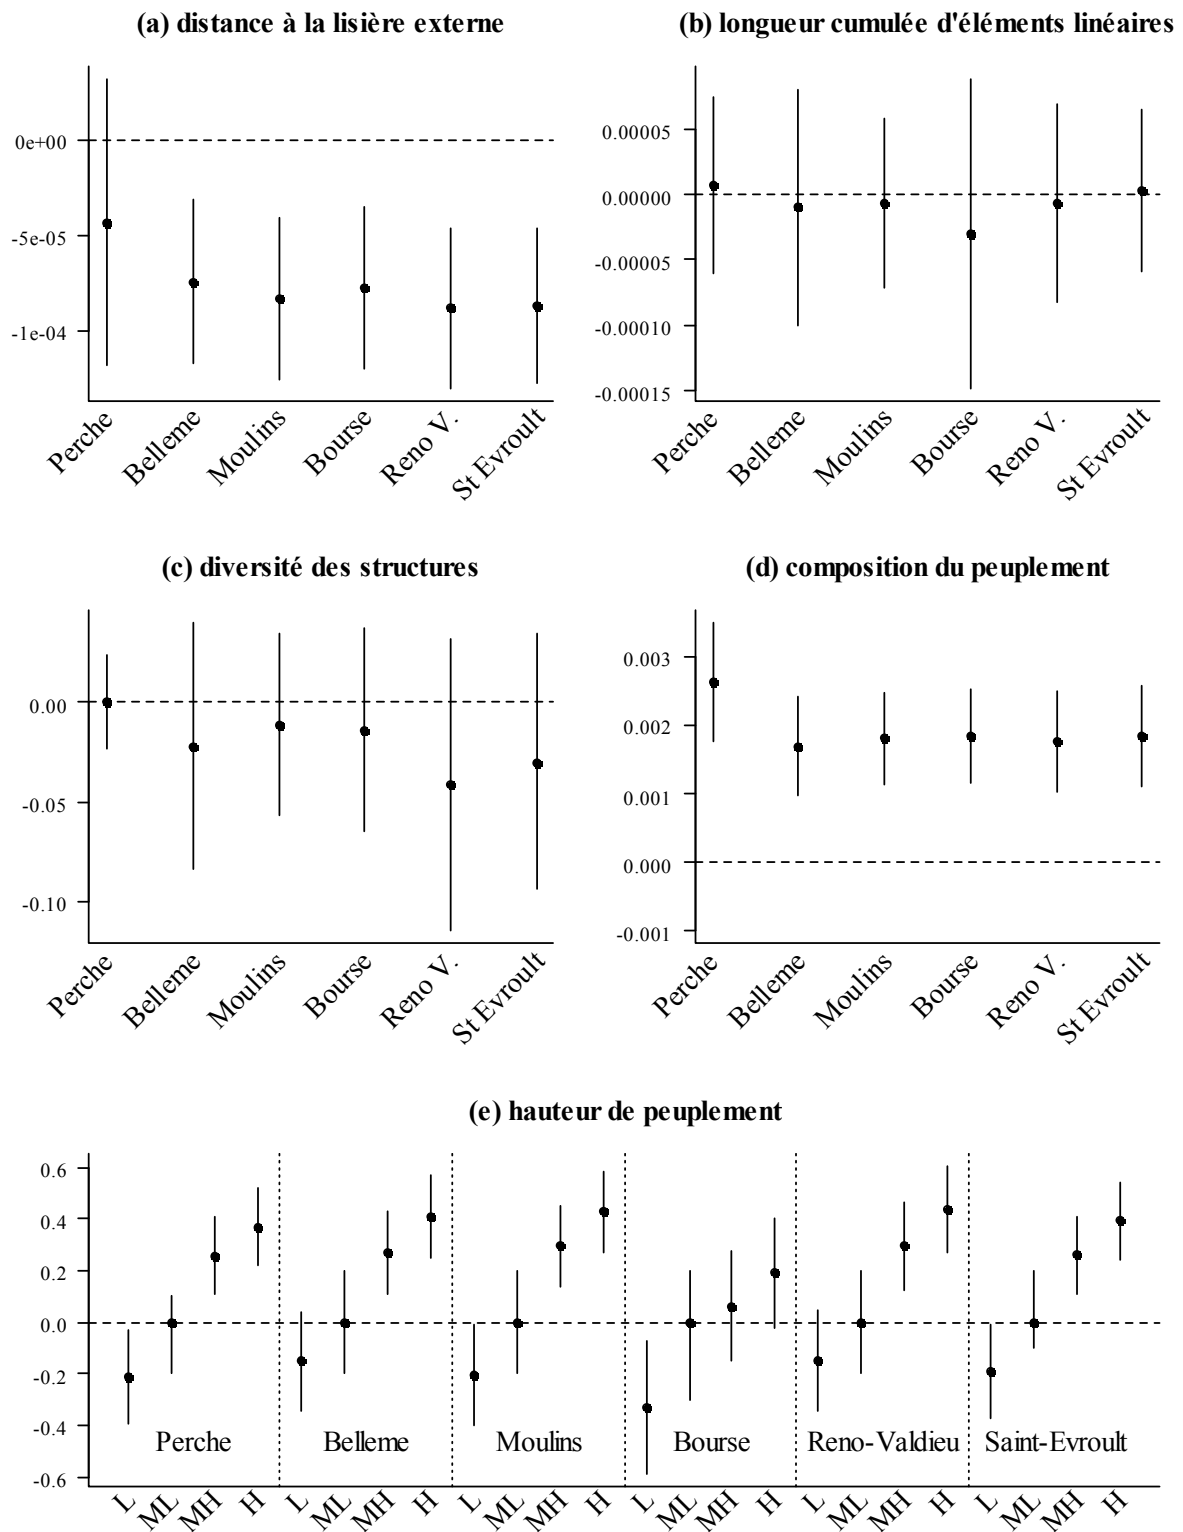 (a) distance à la lisière externe
0e+00
-5e-05
-1e-04
Perche
Belleme
Moulins
Bourse
Reno V.
St Evroult
(b) longueur cumulée d'éléments linéaires
0.00005
0.00000
-0.00005
-0.00010
-0.00015
Perche
Belleme
Moulins
Bourse
Reno V.
St Evroult
(c) diversité des structures
0.00
-0.05
-0.10
Perche
Belleme
Moulins
Bourse
Reno V.
St Evroult
(d) composition du peuplement
0.003
0.002
0.001
0.000
-0.001
Perche
Belleme
Moulins
Bourse
Reno V.
St Evroult
(e) hauteur de peuplement
0.6
0.4
0.2
0.0
-0.2
-0.4
-0.6
Perche Belleme Moulins Bourse Reno-Valdieu Saint-Evroult
L ML MH H L ML MH H L ML MH H L ML MH H L ML MH H L ML MH H